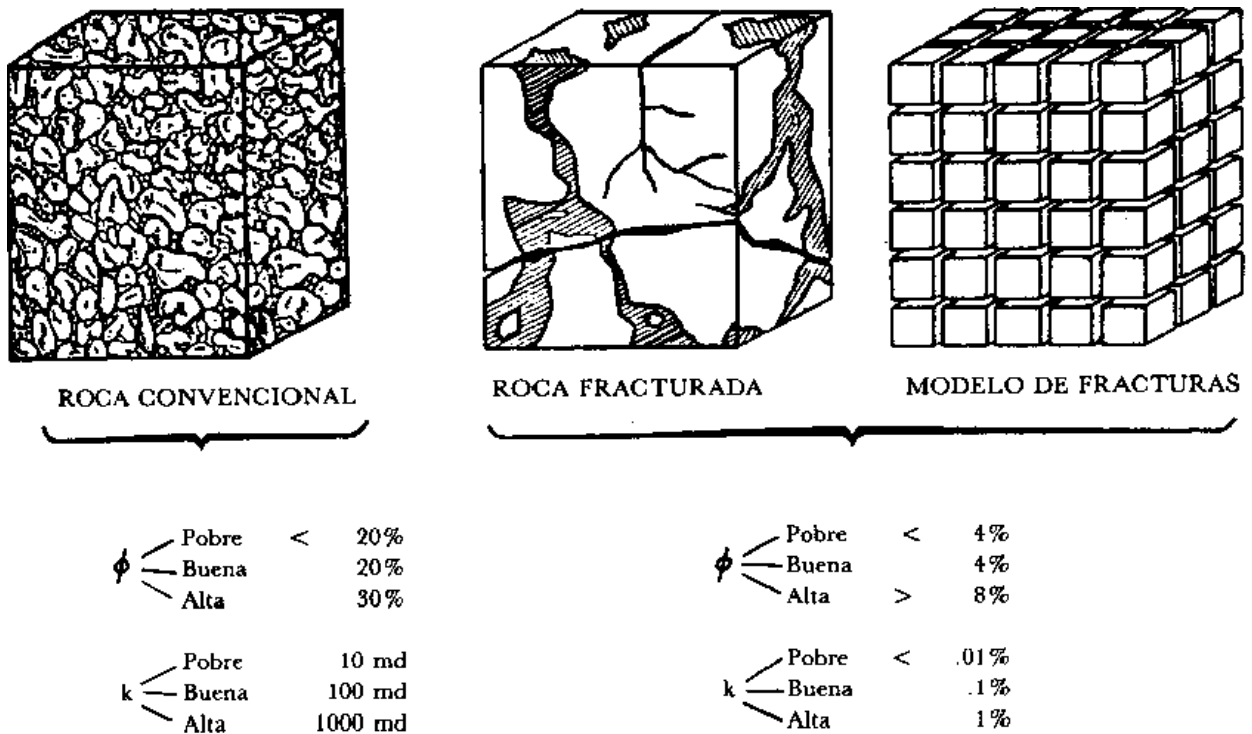 ROCA CONVENCIONAL
ROCA FRACTURADA
MODELO DE FRACTURAS
ϕ
Pobre < 20%
Buena 20%
Alta 30%
k
Pobre 10 md
Buena 100 md
Alta 1000 md
ϕ
Pobre < 4%
Buena 4%
Alta > 8%
k
Pobre < .01%
Buena .1%
Alta 1%